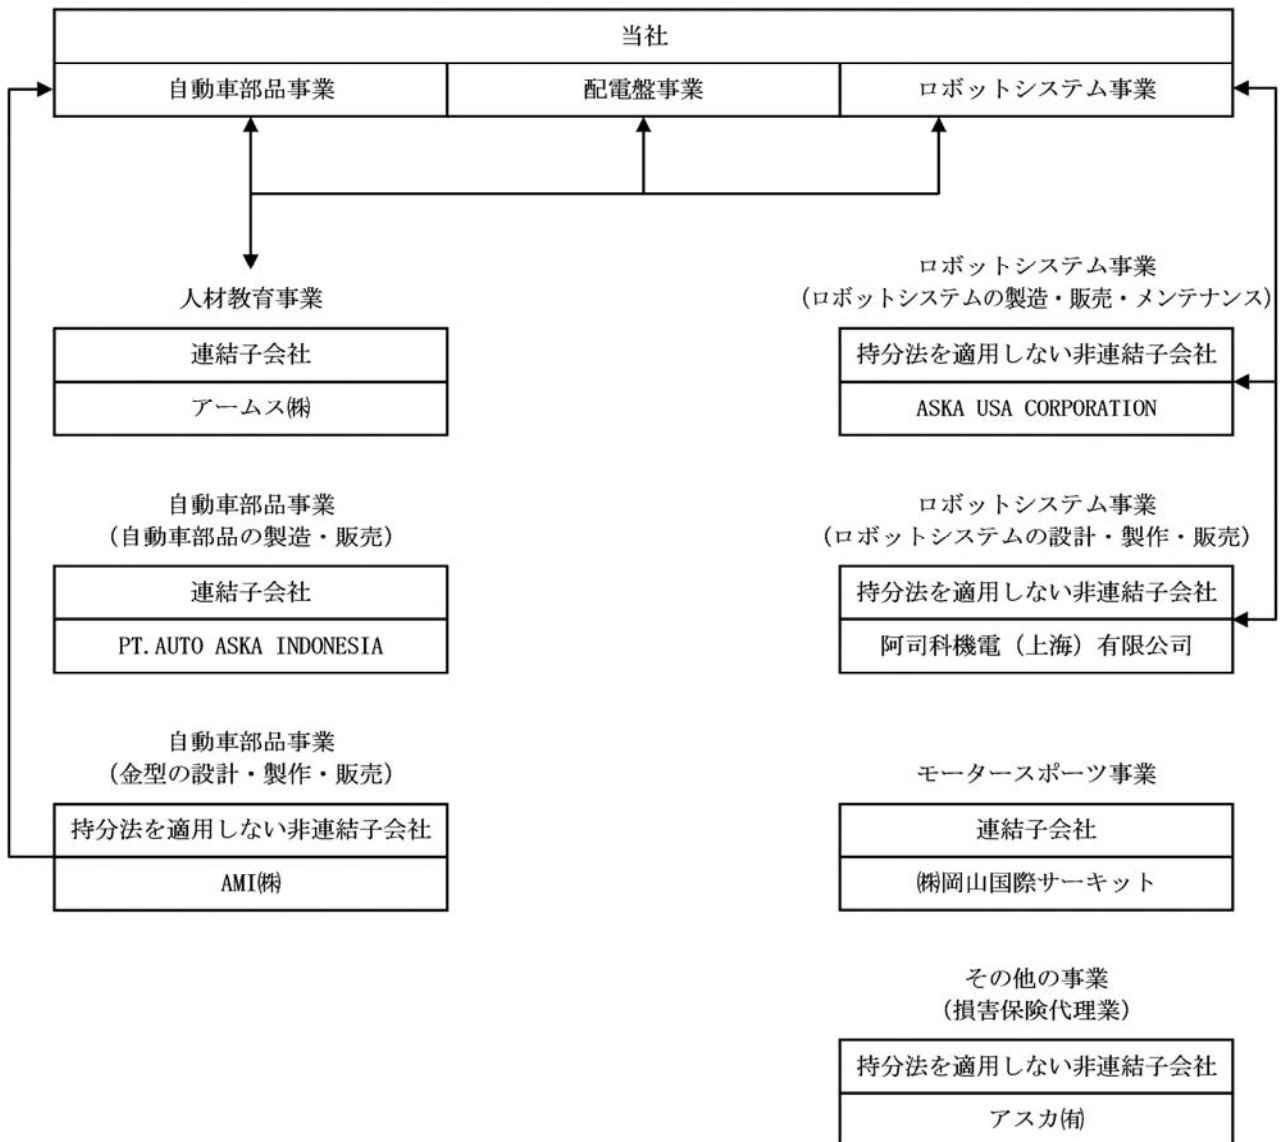 当社
自動車部品事業
配電盤事業
ロボットシステム事業
人材教育事業
連結子会社
アームス㈱
ロボットシステム事業
(ロボットシステムの製造・販売・メンテナンス)
持分法を適用しない非連結子会社
ASKA USA CORPORATION
自動車部品事業
(自動車部品の製造・販売)
連結子会社
PT.AUTO ASKA INDONESIA
ロボットシステム事業
(ロボットシステムの設計・製作・販売)
持分法を適用しない非連結子会社
阿司科機電(上海)有限公司
自動車部品事業
(金型の設計・製作・販売)
持分法を適用しない非連結子会社
AMI㈱
モータースポーツ事業
連結子会社
㈱岡山国際サーキット
その他の事業
(損害保険代理業)
持分法を適用しない非連結子会社
アスカ㈲